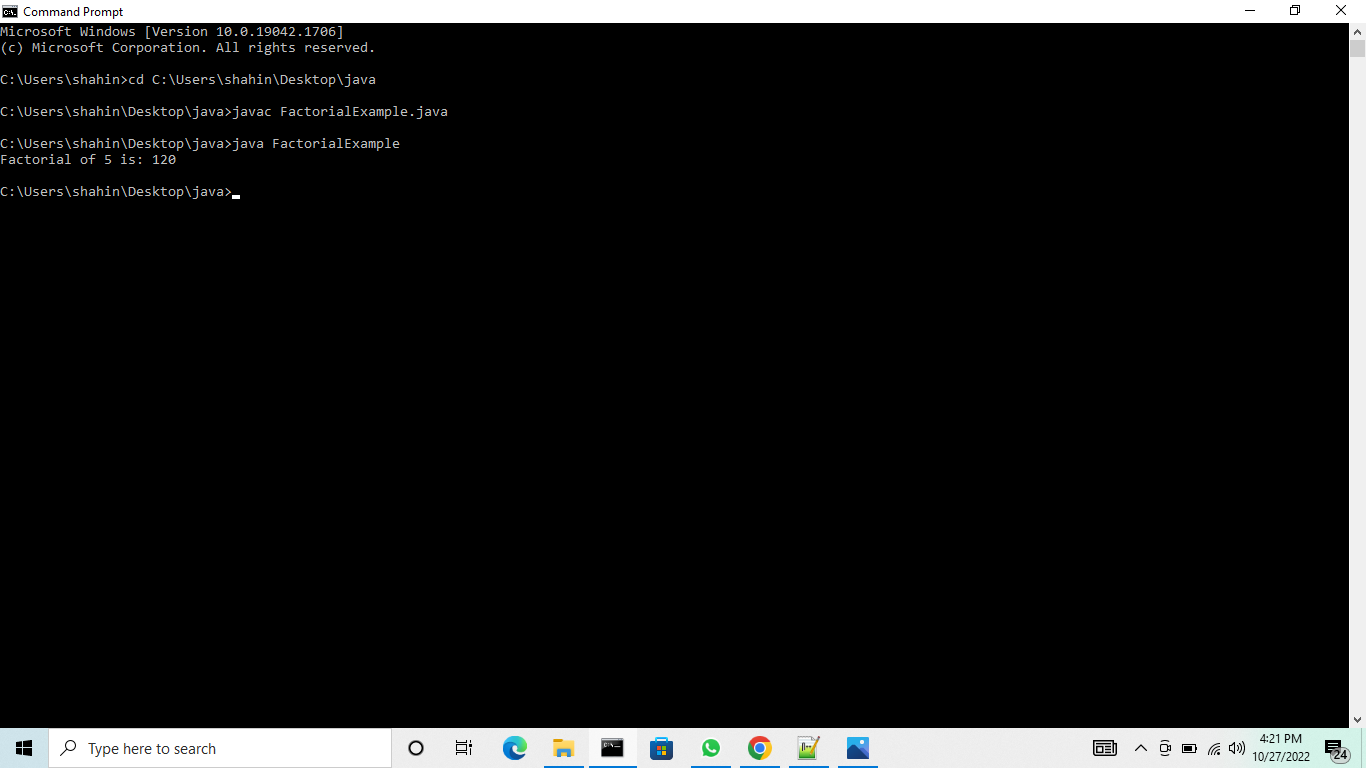 Command Prompt
Microsoft Windows [Version 10.0.19042.1706]
(c) Microsoft Corporation. All rights reserved.
C:\Users\shahin>cd C:\Users\shahin\Desktop\java
C:\Users\shahin\Desktop\java>javac FactorialExample.java
C:\Users\shahin\Desktop\java>java FactorialExample
Factorial of 5 is: 120
C:\Users\shahin\Desktop\java>
Type here to search
4:21 PM
10/27/2022
24